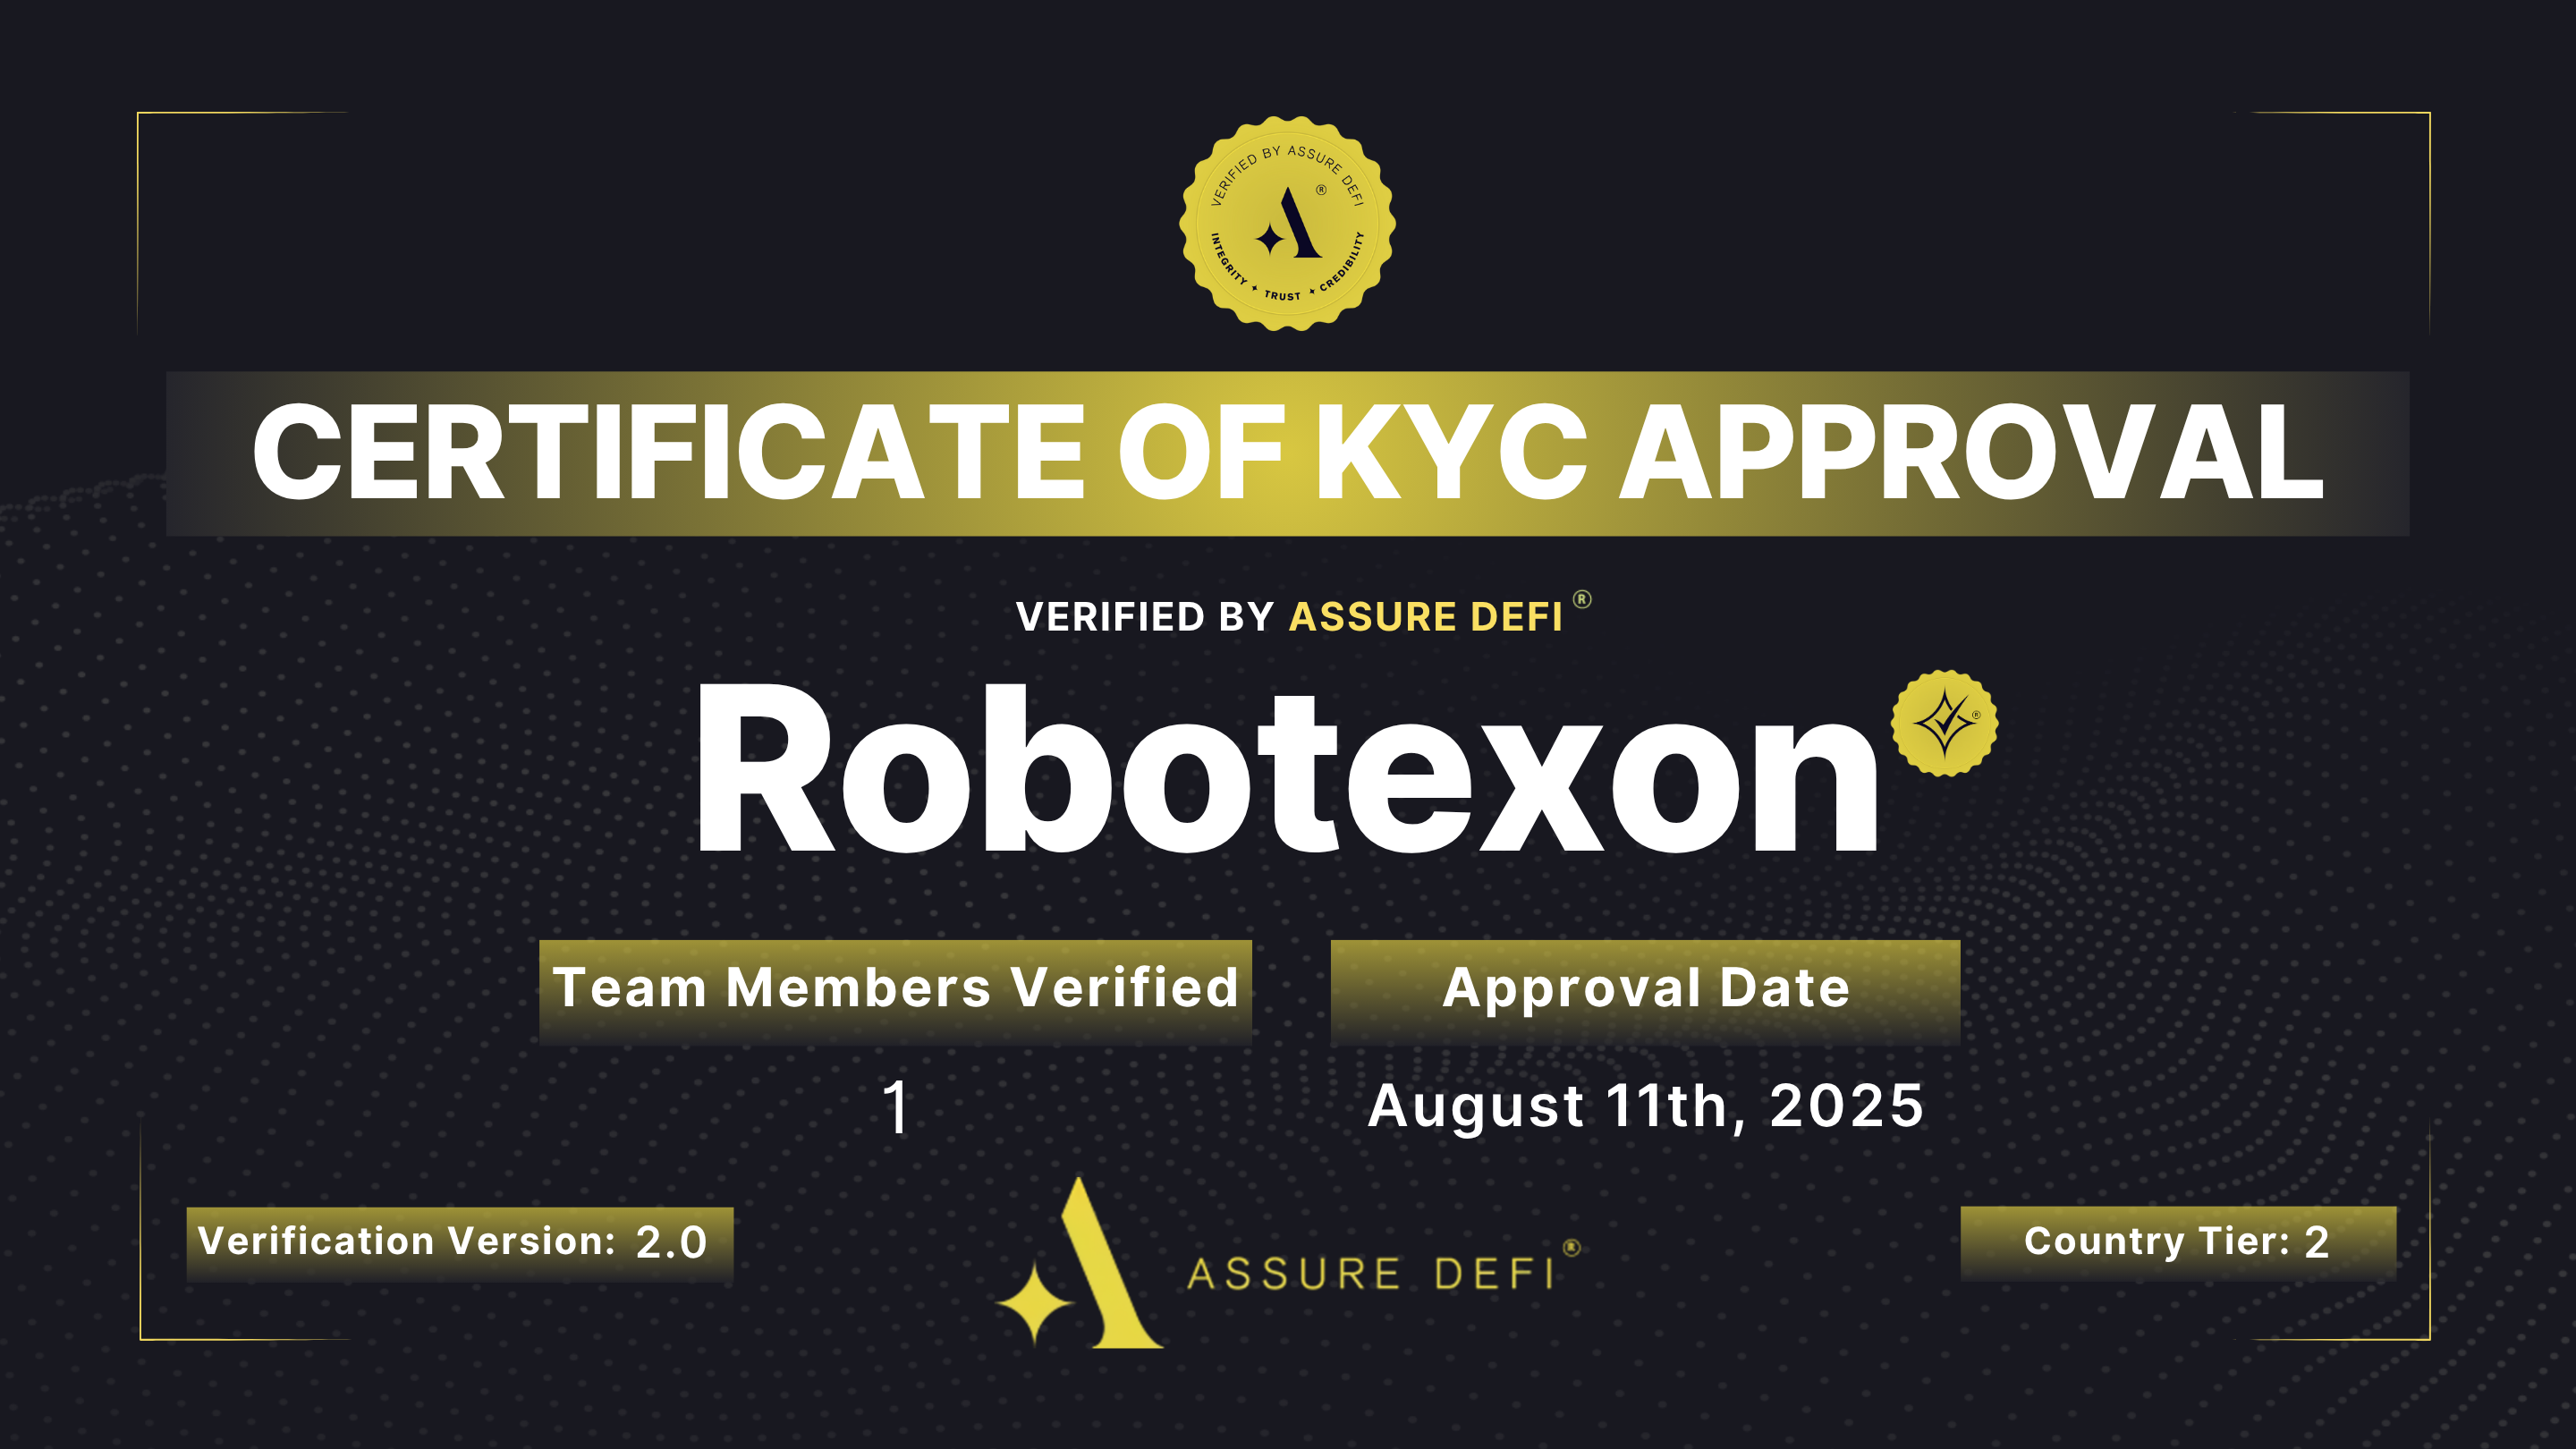 VERIFIED BY ASSURE DEFI
A ®
INTEGRITY ✦ TRUST ✦ CREDIBILITY
CERTIFICATE OF KYC APPROVAL
VERIFIED BY ASSURE DEFI ®
Robotexon
®
Team Members Verified
Approval Date
1
August 11th, 2025
Verification Version: 2.0
ASSURE DEFI ®
Country Tier: 2